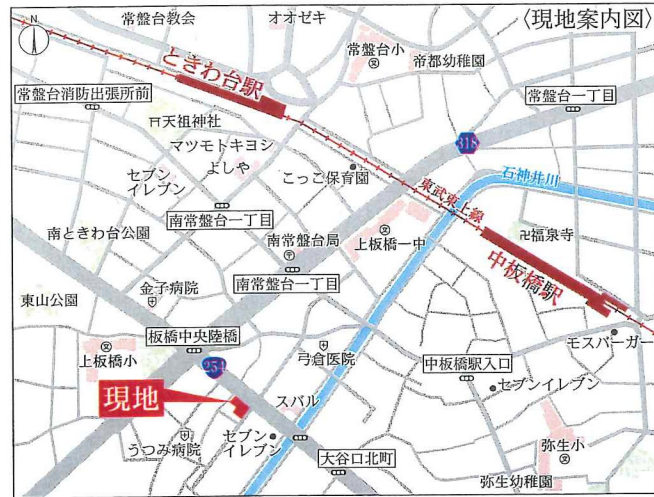 〈現地案内図〉
常盤台教会
オオゼキ
N
常盤台小
帝都幼稚園
ときわ台駅
常盤台消防出張所前
常盤台一丁目
天祖神社
マツモトキヨシ
よしや
318
セブン
イレブン
こっこ保育園
東武東上線
石神井川
南ときわ台公園
南常盤台一丁目
上板橋一中
卍福泉寺
南常盤台局
中板橋駅
金子病院
南常盤台一丁目
東山公園
板橋中央陸橋
モスバーガー
上板橋小
254
弓倉医院
中板橋駅入口
セブンイレブン
現地
スバル
うつみ病院
セブン
イレブン
大谷口北町
弥生小
弥生幼稚園